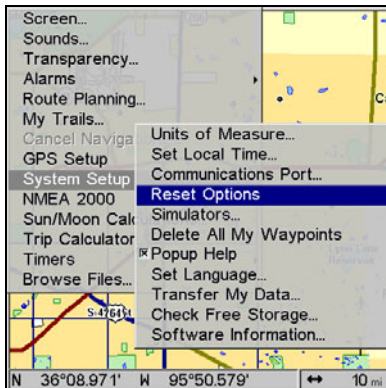 Screen...
Sounds...
Transparency...
Alarms
Route Planning...
My Trails...
Cancel Naviga
GPS Setup
System Setup
NMEA 2000
Sun/Moon Calc
Trip Calculator
Timers
Browse Files...
Units of Measure...
Set Local Time...
Communications Port...
Reset Options
Simulators...
Delete All My Waypoints
Popup Help
Set Language...
Transfer My Data...
Check Free Storage...
Software Information...
N 36°08.971' W 95°50.579' ↔ 10 mi